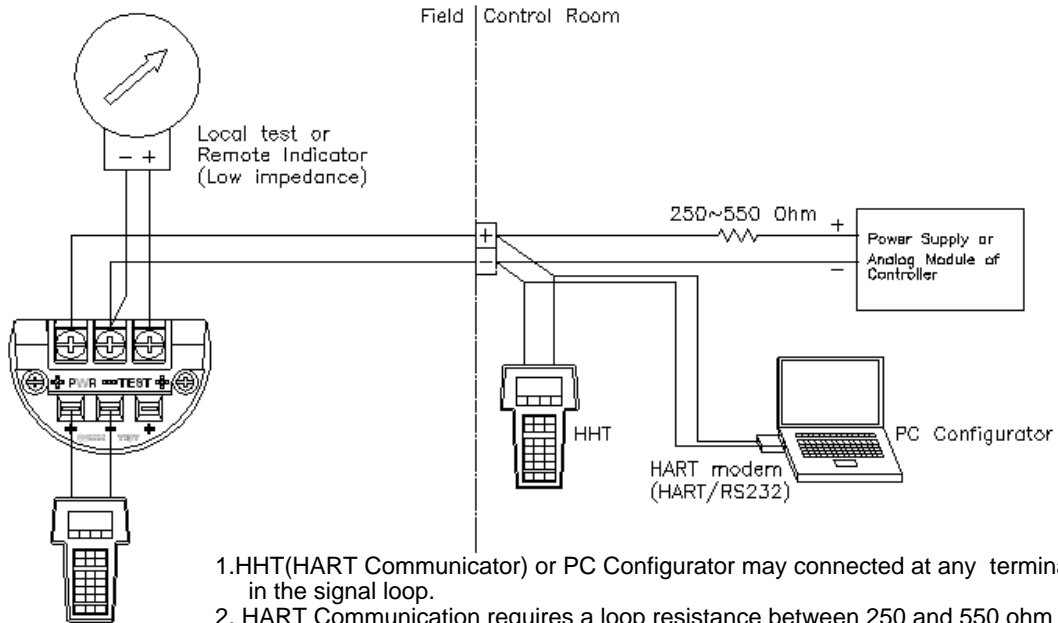 Field
Control Room
Local test or
Remote Indicator
(Low impedance)
- +
250~550 Ohm
+
-
Power Supply or
Analog Module of
Controller
+
-
+ PWR - TEST +
+ - +
HHT
PC Configurator
HART modem
(HART/RS232)
1.HHT(HART Communicator) or PC Configurator may connected at any termina
in the signal loop.
2. HART Communication requires a loop resistance between 250 and 550 ohm